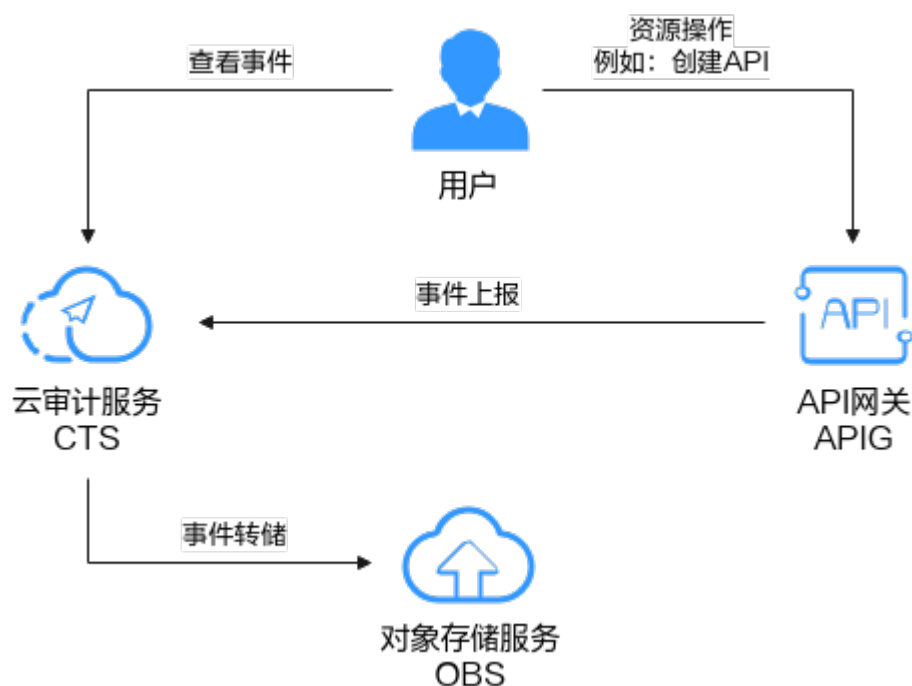 查看事件
资源操作
例如：创建API
用户
事件上报
API
云审计服务
CTS
API网关
APIG
事件转储
对象存储服务
OBS